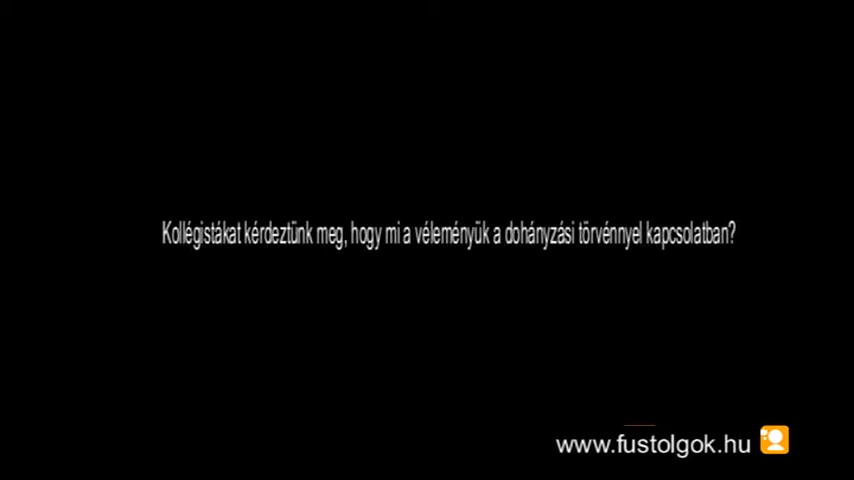 Kollégistákat kérdeztünk meg, hogy mi a véleményük a dohányzási törvénnyel kapcsolatban?
www.fustolgok.hu